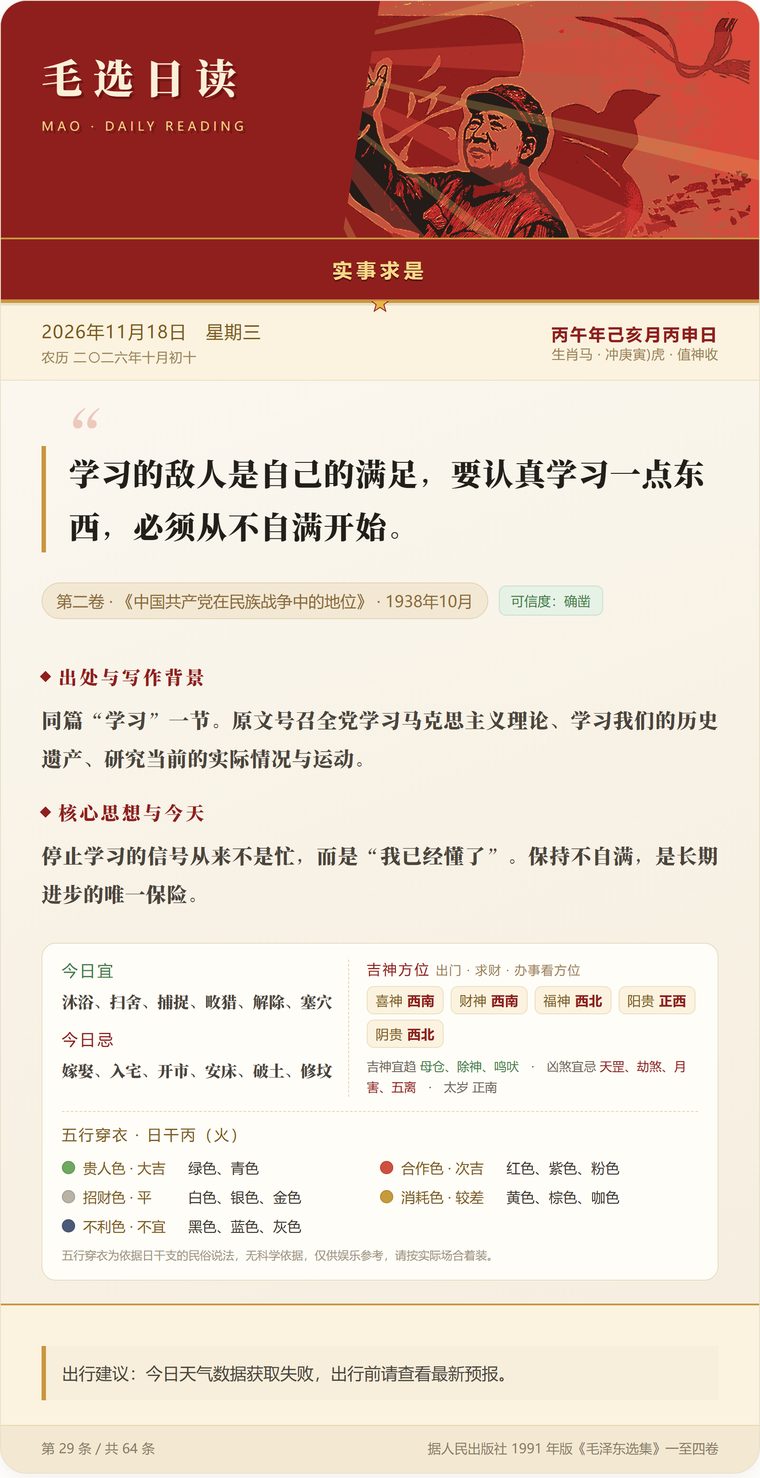 毛选日读
MAO · DAILY READING
实事求是
2026年11月18日 星期三
农历 二〇二六年十月初十
丙午年己亥月丙申日
生肖马 · 冲庚寅)虎 · 值神收
“
学习的敌人是自己的满足，要认真学习一点东
西，必须从不自满开始。
第二卷 · 《中国共产党在民族战争中的地位》 · 1938年10月
可信度：确凿
出处与写作背景
同篇“学习”一节。原文号召全党学习马克思主义理论、学习我们的历史
遗产、研究当前的实际情况与运动。
核心思想与今天
停止学习的信号从来不是忙，而是“我已经懂了”。保持不自满，是长期
进步的唯一保险。
今日宜
沐浴、扫舍、捕捉、畋猎、解除、塞穴
今日忌
嫁娶、入宅、开市、安床、破土、修坟
吉神方位 出门 · 求财 · 办事看方位
喜神 西南 财神 西南 福神 西北 阳贵 正西
阴贵 西北
吉神宜趋 母仓、除神、鸣吠 · 凶煞宜忌 天罡、劫煞、月
害、五离 · 太岁 正南
五行穿衣 · 日干丙（火）
贵人色 · 大吉 绿色、青色
合作色 · 次吉 红色、紫色、粉色
招财色 · 平 白色、银色、金色
消耗色 · 较差 黄色、棕色、咖色
不利色 · 不宜 黑色、蓝色、灰色
五行穿衣为依据日干支的民俗说法，无科学依据，仅供娱乐参考，请按实际场合着装。
出行建议：今日天气数据获取失败，出行前请查看最新预报。
第 29 条 / 共 64 条
据人民出版社 1991 年版《毛泽东选集》一至四卷